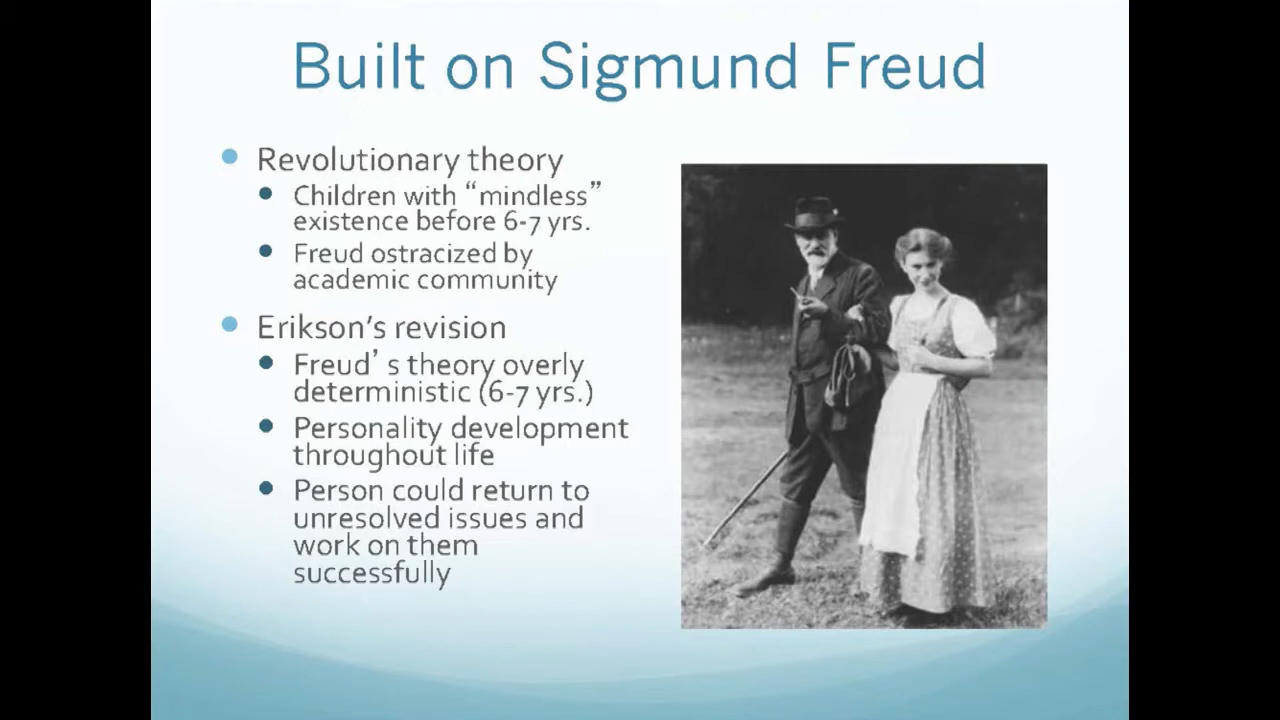 Built on Sigmund Freud
Revolutionary theory
Children with “mindless”
existence before 6-7 yrs.
Freud ostracized by
academic community
Erikson’s revision
Freud’ s theory overly
deterministic (6-7 yrs.)
Personality development
throughout life
Person could return to
unresolved issues and
work on them
successfully